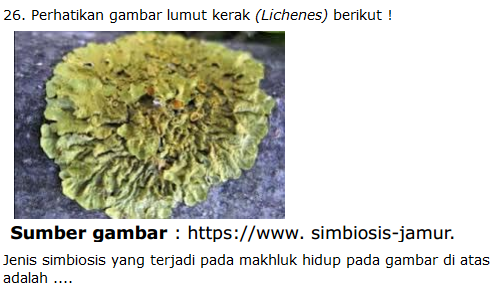 26. Perhatikan gambar lumut kerak (Lichenes) berikut !
Sumber gambar : https://www. simbiosis-jamur.
Jenis simbiosis yang terjadi pada makhluk hidup pada gambar di atas
adalah ....